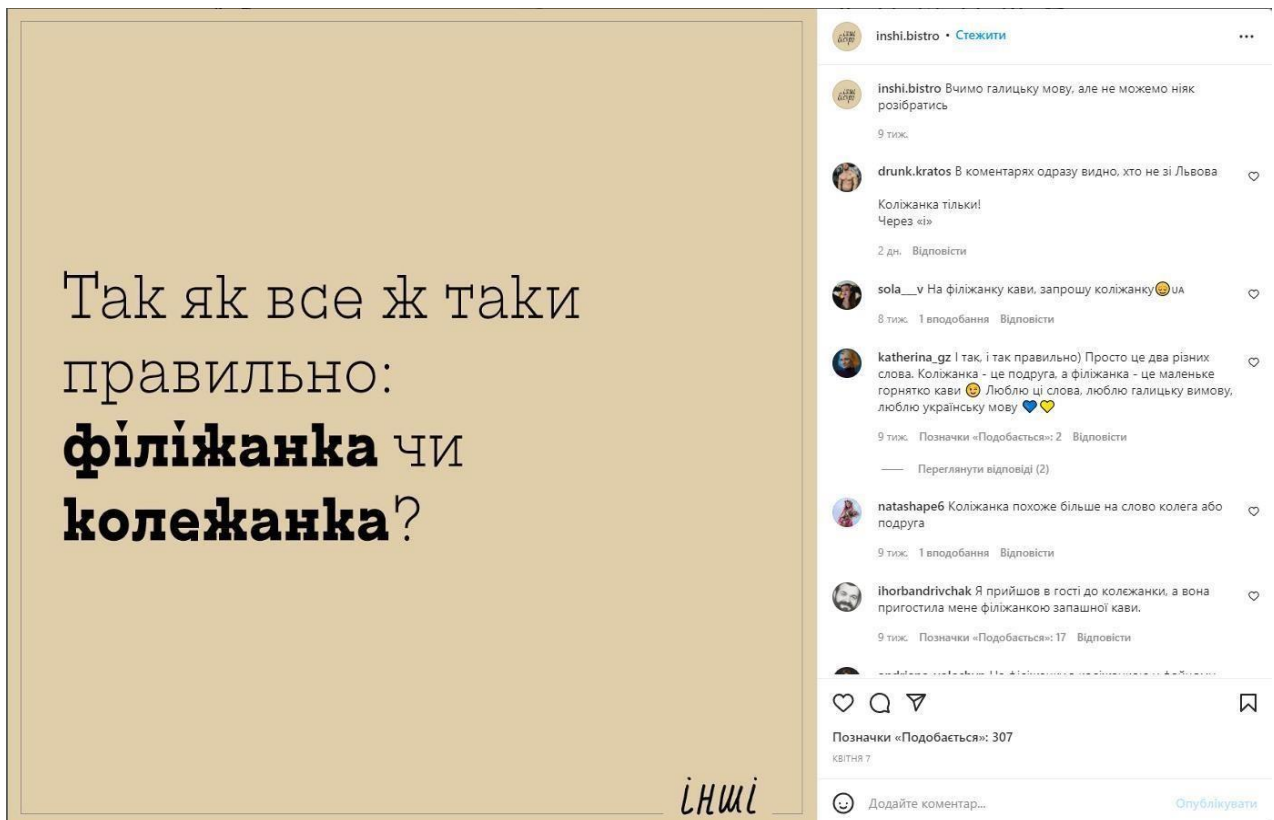 Так як все ж таки
правильно:
філіжанка чи
колежанка?
інші
inshi.bistro • Стежити
inshi.bistro Вчимо галицьку мову, але не можемо ніяк
розібратись
9 тиж.
drunk.kratos В коментарях одразу видно, хто не зі Львова
Коліжанка тільки!
Через «і»
2 дн. Відповісти
sola___v На філіжанку кави, запрошу коліжанку😄UA
8 тиж. 1 вподобання Відповісти
katherina_gz І так, і так правильно) Просто це два різних
слова. Коліжанка - це подруга, а філіжанка - це маленьке
горнятко кави 😉 Люблю ці слова, люблю галицьку вимову,
люблю українську мову 💙💛
9 тиж. Позначки «Подобається»: 2 Відповісти
Переглянути відповіді (2)
natashape6 Коліжанка похоже більше на слово колега або
подруга
9 тиж. 1 вподобання Відповісти
ihorbandrivchak Я прийшов в гості до колєжанки, а вона
пригостила мене філіжанкою запашної кави.
9 тиж. Позначки «Подобається»: 17 Відповісти
Позначки «Подобається»: 307
КВІТНЯ 7
Додайте коментар...
Опублікувати